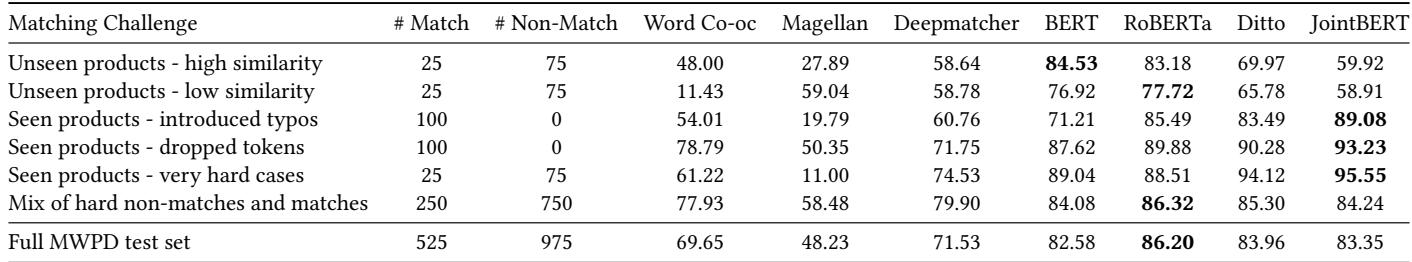 Matching Challenge # Match # Non-Match Word Co-oc Magellan Deepmatcher BERT RoBERTa Ditto JointBERT
Unseen products - high similarity 25 75 48.00 27.89 58.64 84.53 83.18 69.97 59.92
Unseen products - low similarity 25 75 11.43 59.04 58.78 76.92 77.72 65.78 58.91
Seen products - introduced typos 100 0 54.01 19.79 60.76 71.21 85.49 83.49 89.08
Seen products - dropped tokens 100 0 78.79 50.35 71.75 87.62 89.88 90.28 93.23
Seen products - very hard cases 25 75 61.22 11.00 74.53 89.04 88.51 94.12 95.55
Mix of hard non-matches and matches 250 750 77.93 58.48 79.90 84.08 86.32 85.30 84.24
Full MWPD test set 525 975 69.65 48.23 71.53 82.58 86.20 83.96 83.35